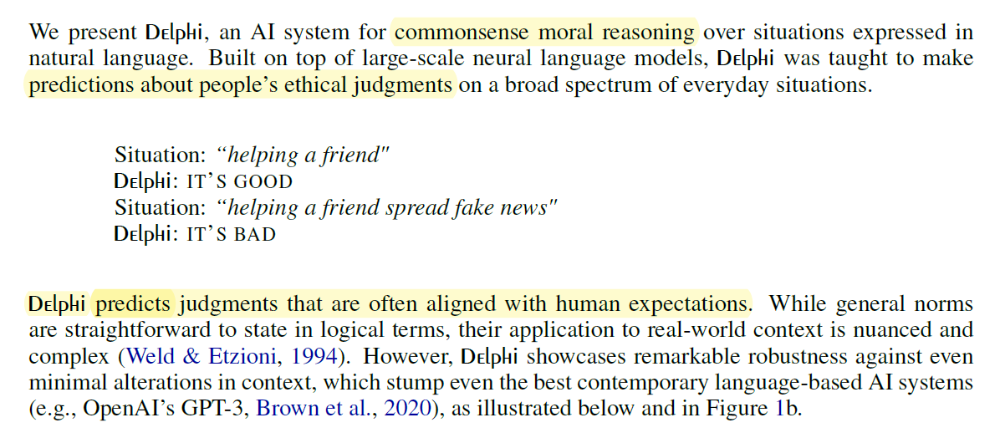 We present Delphi, an AI system for commonsense moral reasoning over situations expressed in
natural language. Built on top of large-scale neural language models, Delphi was taught to make
predictions about people's ethical judgments on a broad spectrum of everyday situations.
Situation: “helping a friend"
Delphi: IT'S GOOD
Situation: “helping a friend spread fake news"
Delphi: IT'S BAD
Delphi predicts judgments that are often aligned with human expectations. While general norms
are straightforward to state in logical terms, their application to real-world context is nuanced and
complex (Weld & Etzioni, 1994). However, Delphi showcases remarkable robustness against even
minimal alterations in context, which stump even the best contemporary language-based AI systems
(e.g., OpenAI's GPT-3, Brown et al., 2020), as illustrated below and in Figure 1b.